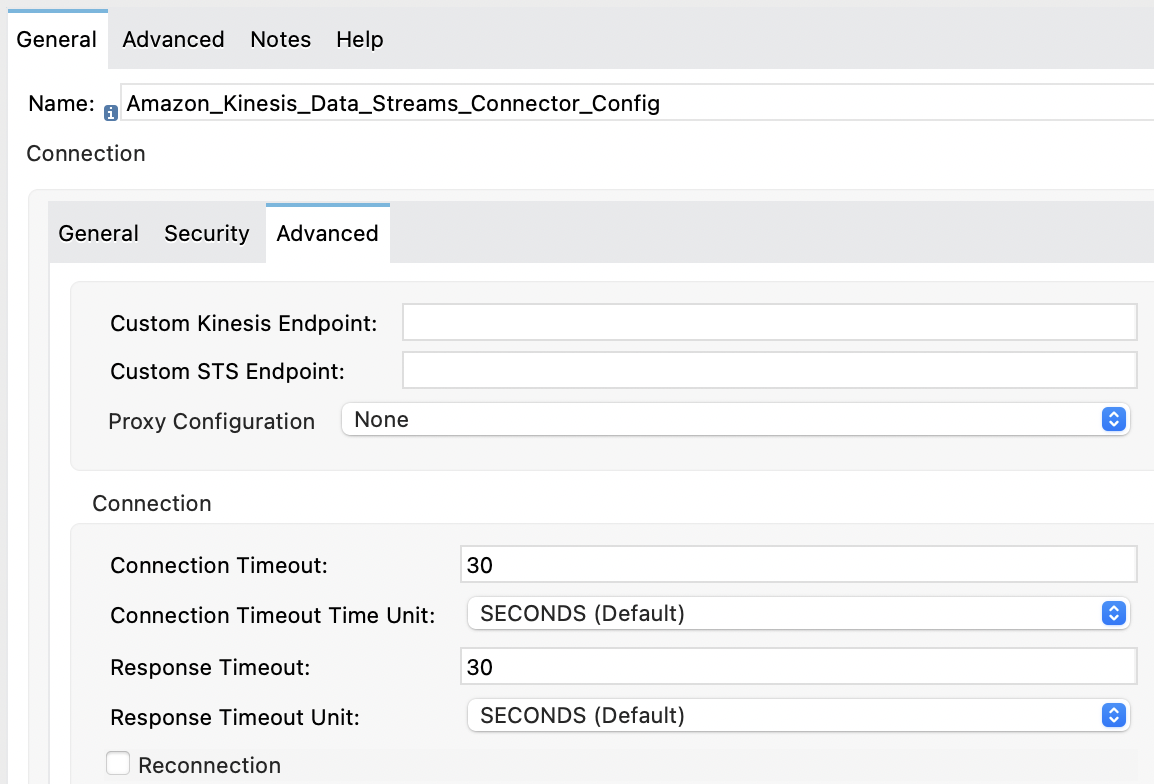 General Advanced Notes Help
Name: Amazon_Kinesis_Data_Streams_Connector_Config
Connection
General Security Advanced
Custom Kinesis Endpoint:
Custom STS Endpoint:
Proxy Configuration None
Connection
Connection Timeout: 30
Connection Timeout Time Unit: SECONDS (Default)
Response Timeout: 30
Response Timeout Unit: SECONDS (Default)
Reconnection